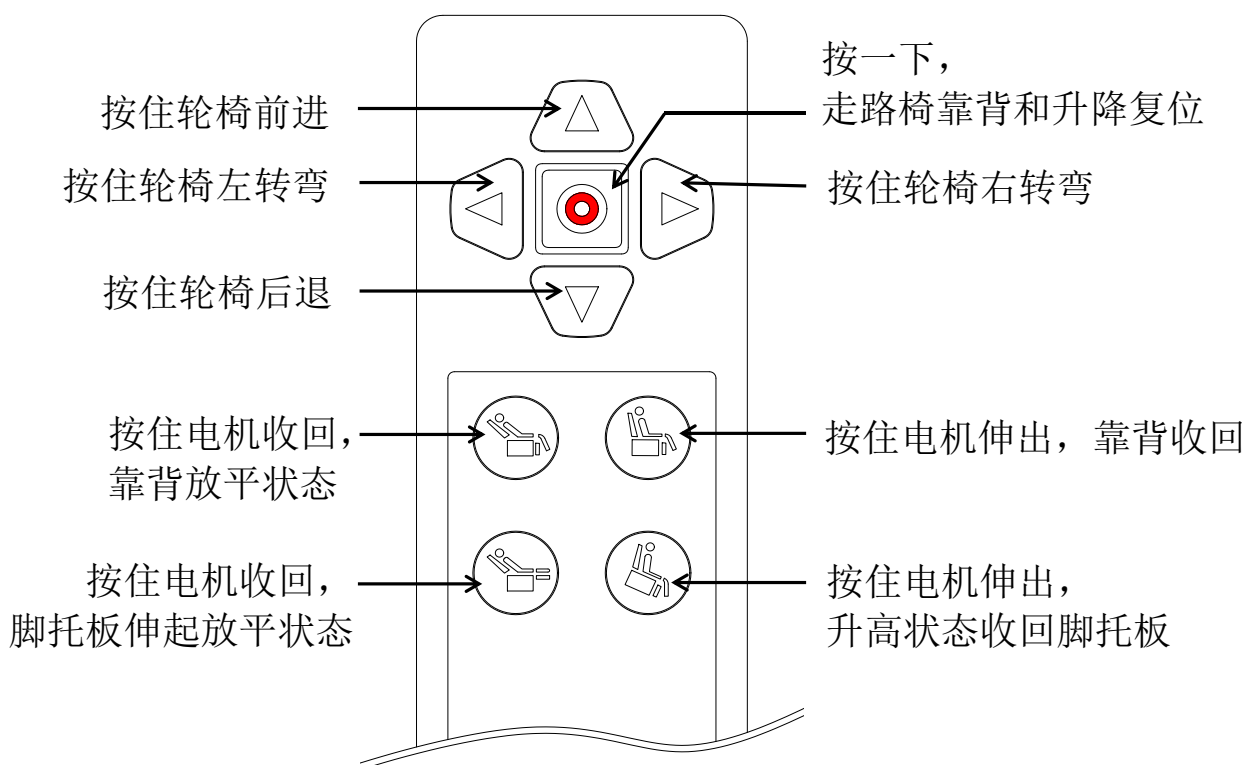 按一下，
走路椅靠背和升降复位
按住轮椅前进
按住轮椅左转弯
按住轮椅右转弯
按住轮椅后退
按住电机收回，
靠背放平状态
按住电机伸出，靠背收回
按住电机收回，
脚托板伸起放平状态
按住电机伸出，
升高状态收回脚托板